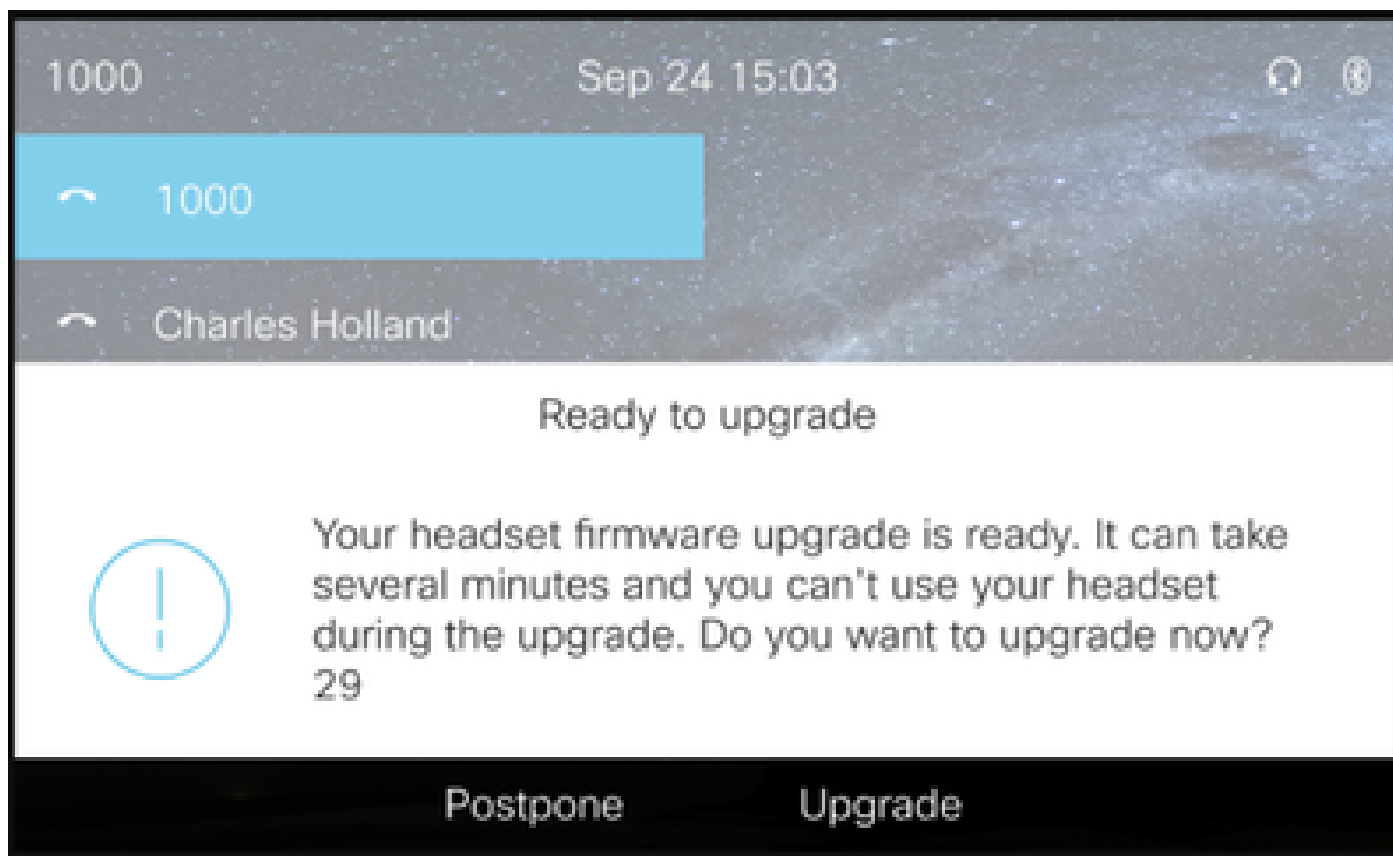 1000 Sep 24 15:03
1000
Charles Holland
Ready to upgrade
Your headset firmware upgrade is ready. It can take
several minutes and you can't use your headset
during the upgrade. Do you want to upgrade now?
29
Postpone Upgrade